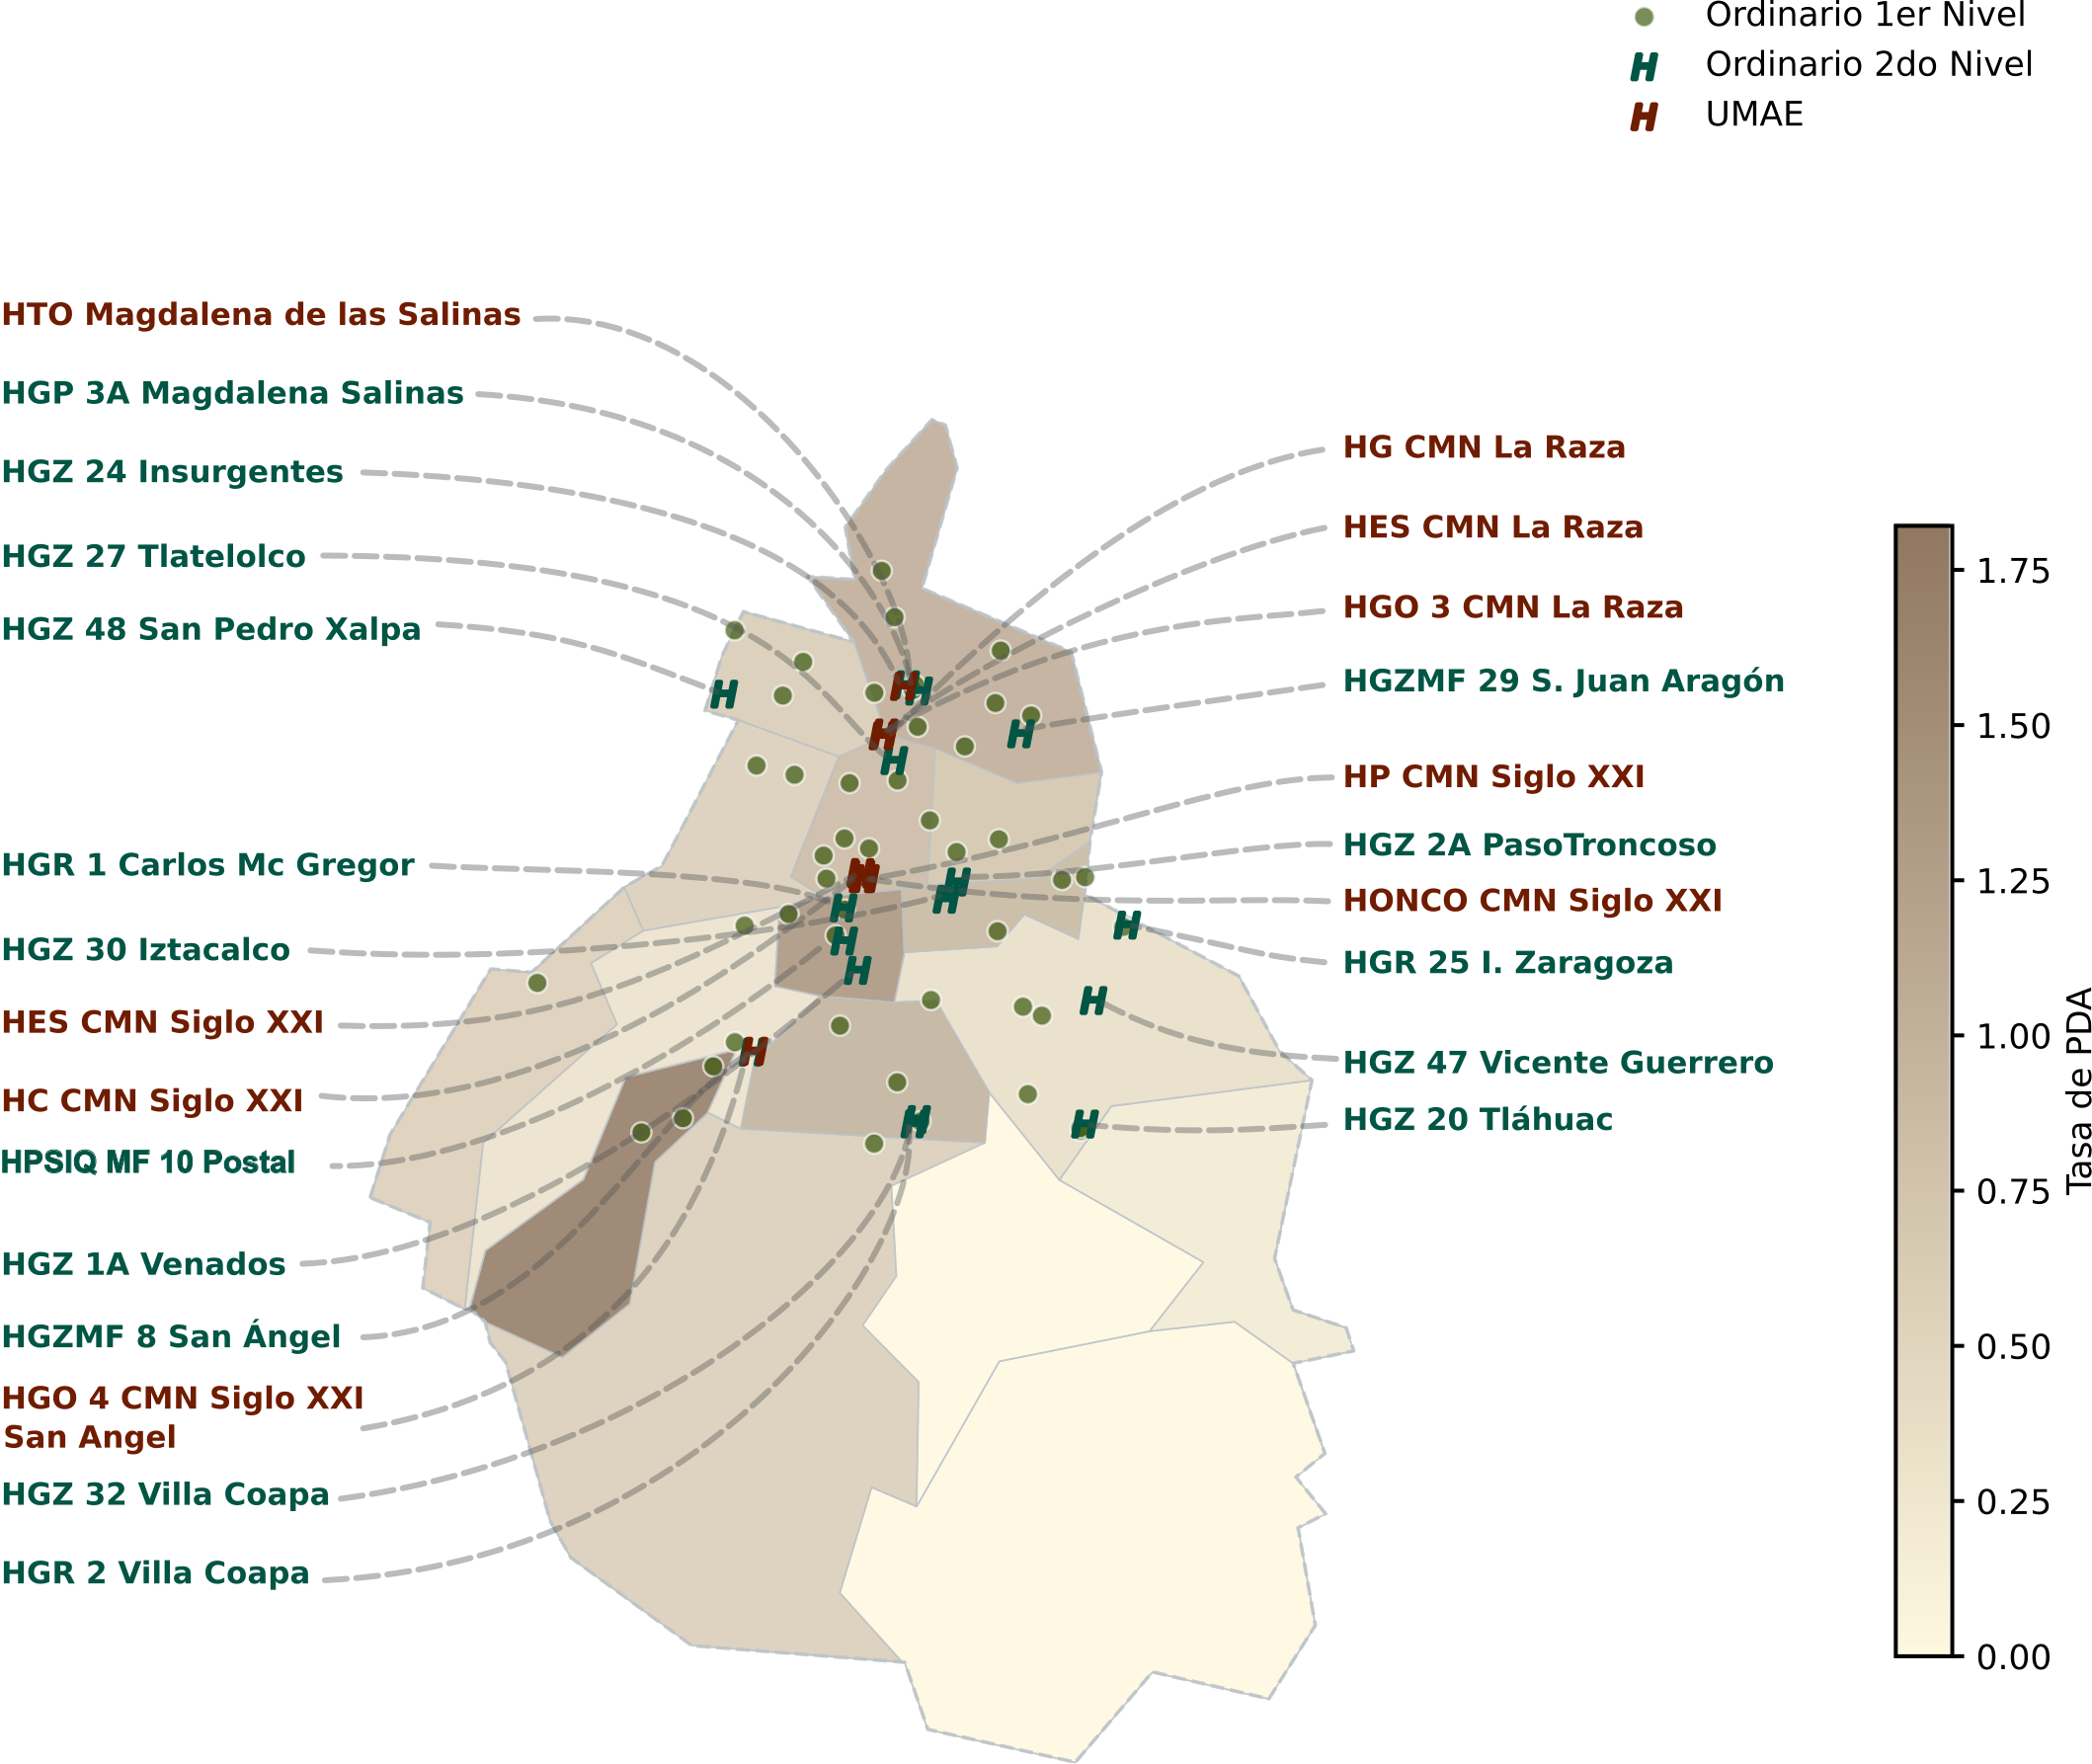 Ordinario 1er Nivel
Ordinario 2do Nivel
UMAE
HTO Magdalena de las Salinas
HGP 3A Magdalena Salinas
HGZ 24 Insurgentes
HGZ 27 Tlatelolco
HGZ 48 San Pedro Xalpa
HGR 1 Carlos Mc Gregor
HGZ 30 Iztacalco
HES CMN Siglo XXI
HC CMN Siglo XXI
HPSIQ MF 10 Postal
HGZ 1A Venados
HGZMF 8 San Ángel
HGO 4 CMN Siglo XXI
San Angel
HGZ 32 Villa Coapa
HGR 2 Villa Coapa
HG CMN La Raza
HES CMN La Raza
HGO 3 CMN La Raza
HGZMF 29 S. Juan Aragón
HP CMN Siglo XXI
HGZ 2A PasoTroncoso
HONCO CMN Siglo XXI
HGR 25 I. Zaragoza
HGZ 47 Vicente Guerrero
HGZ 20 Tláhuac
1.75
1.50
1.25
1.00
0.75
0.50
0.25
0.00
Tasa de PDA